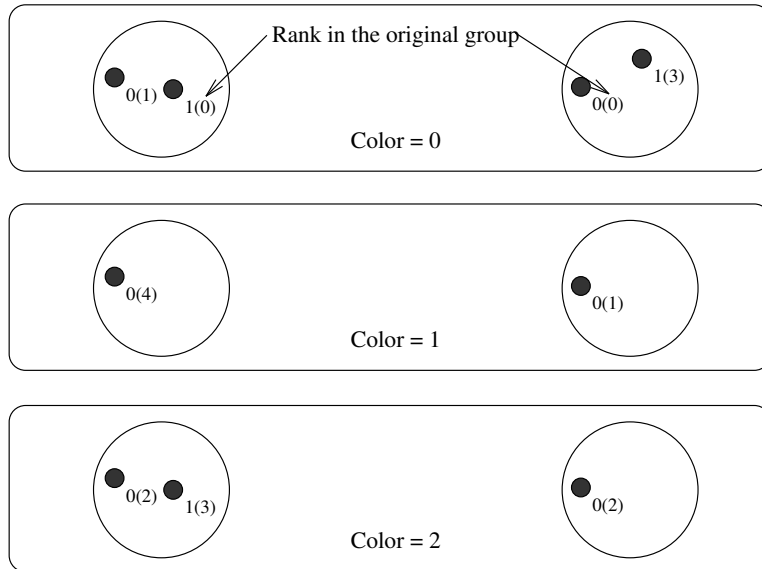 Rank in the original group
0(1)
1(0)
0(0)
1(3)
Color = 0
0(4)
0(1)
Color = 1
0(2)
1(3)
0(2)
Color = 2